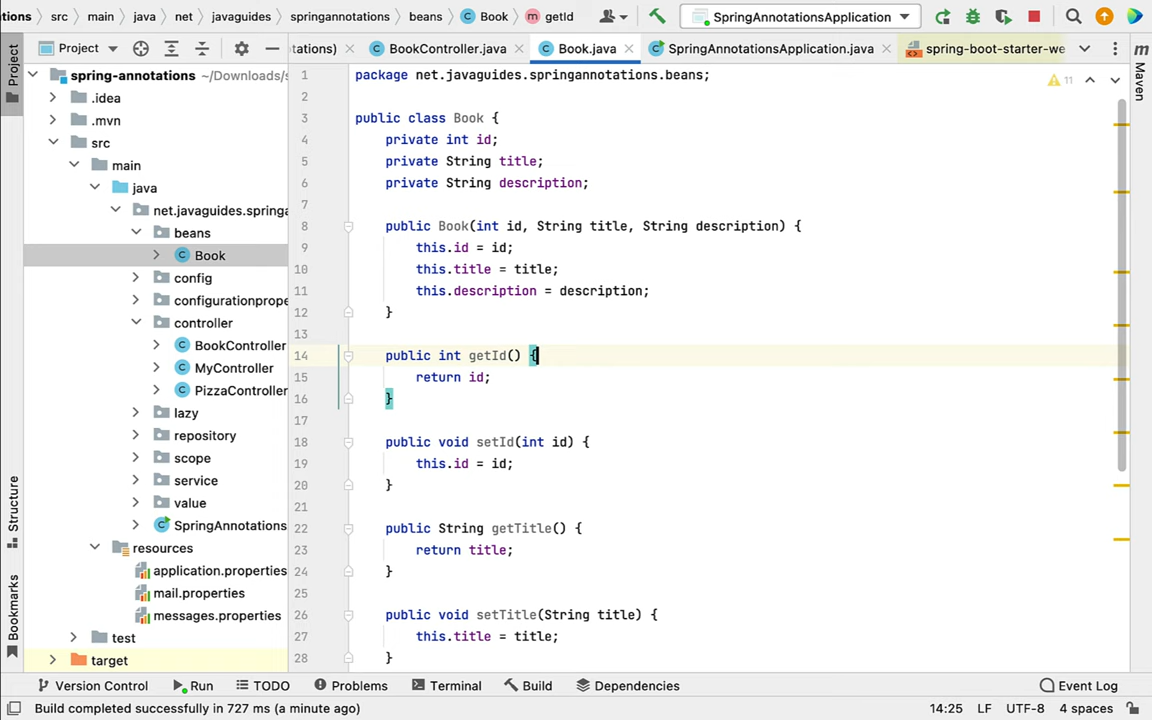 ons src main java net javaguides springannotations beans Book getId SpringAnnotationsApplication
Project tations) BookController.java Book.java SpringAnnotationsApplication.java spring-boot-starter-we
Project
Structure
Bookmarks
Maven
spring-annotations ~/Downloads/s
.idea
.mvn
src
main
java
net.javaguides.springa
beans
Book
config
configurationprope
controller
BookController
MyController
PizzaController
lazy
repository
scope
service
value
SpringAnnotations
resources
application.properties
mail.properties
messages.properties
test
target
11
1 package net.javaguides.springannotations.beans;
2
3 public class Book {
4 private int id;
5 private String title;
6 private String description;
7
8 public Book(int id, String title, String description) {
9 this.id = id;
10 this.title = title;
11 this.description = description;
12 }
13
14 public int getId() {
15 return id;
16 }
17
18 public void setId(int id) {
19 this.id = id;
20 }
21
22 public String getTitle() {
23 return title;
24 }
25
26 public void setTitle(String title) {
27 this.title = title;
28 }
Version Control Run TODO Problems Terminal Build Dependencies Event Log
Build completed successfully in 727 ms (a minute ago) 14:25 LF UTF-8 4 spaces